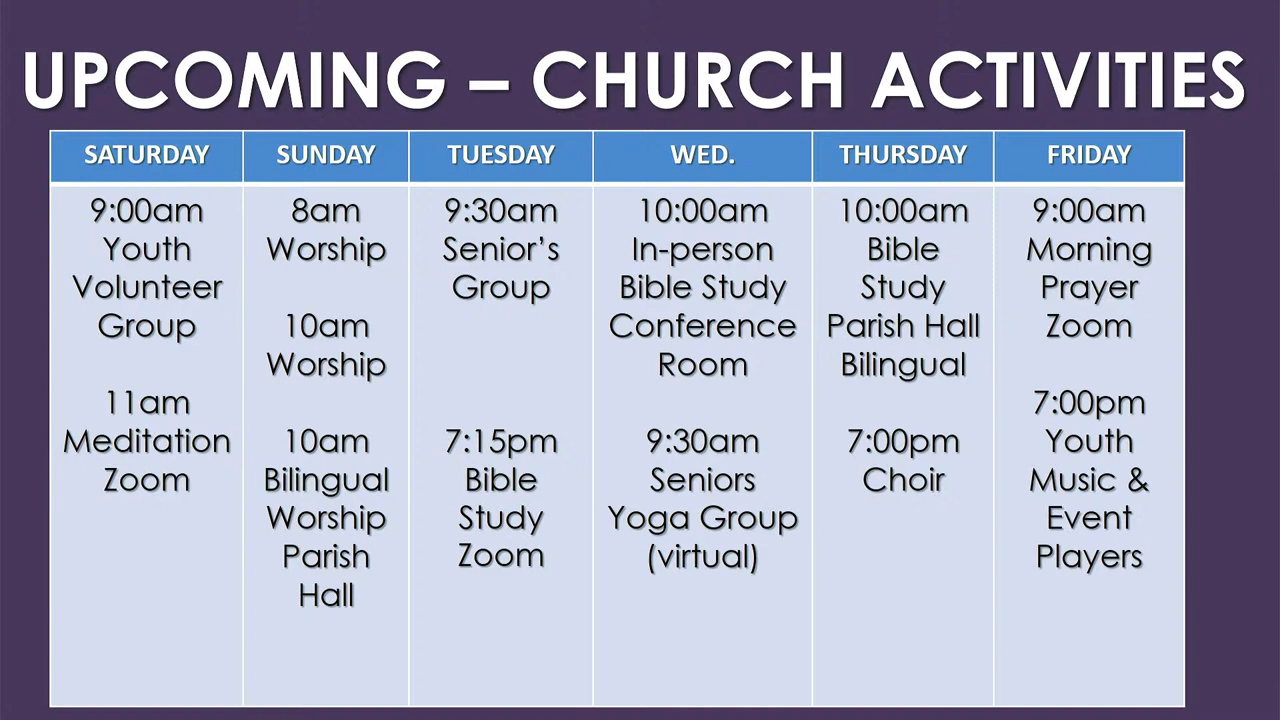 UPCOMING – CHURCH ACTIVITIES
SATURDAY
9:00am
Youth
Volunteer
Group
11am
Meditation
Zoom
SUNDAY
8am
Worship
10am
Worship
10am
Bilingual
Worship
Parish
Hall
TUESDAY
9:30am
Senior’s
Group
7:15pm
Bible
Study
Zoom
WED.
10:00am
In-person
Bible Study
Conference
Room
9:30am
Seniors
Yoga Group
(virtual)
THURSDAY
10:00am
Bible
Study
Parish Hall
Bilingual
7:00pm
Choir
FRIDAY
9:00am
Morning
Prayer
Zoom
7:00pm
Youth
Music &
Event
Players